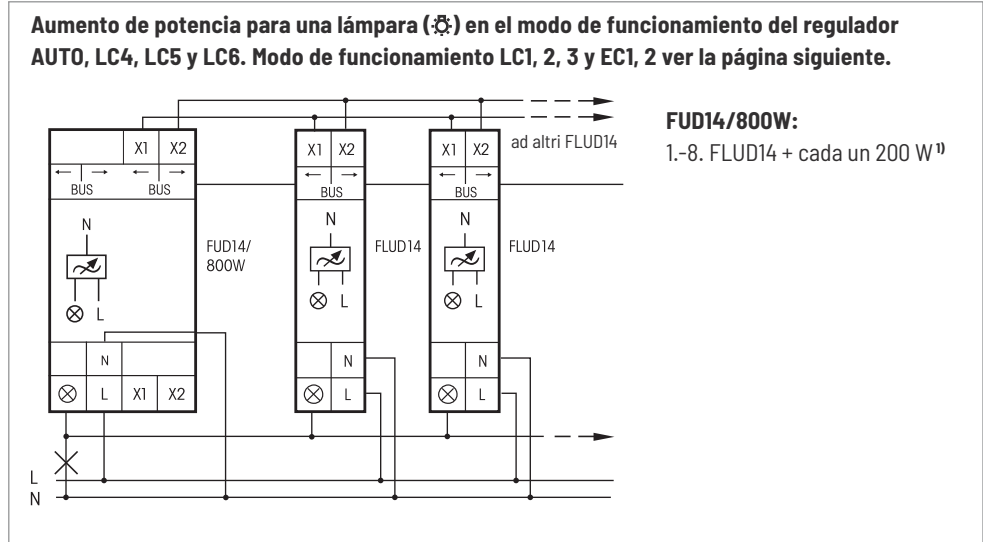 Aumento de potencia para una lámpara () en el modo de funcionamiento del regulador
AUTO, LC4, LC5 y LC6. Modo de funcionamiento LC1, 2, 3 y EC1, 2 ver la página siguiente.
FUD14/800W:
1.-8. FLUD14 + cada un 200 W 1)
ad altri FLUD14
X1 X2
BUS BUS
N
L
FUD14/
800W
N
L X1 X2
X1 X2
BUS
N
L
FLUD14
N
L
X1 X2
BUS
N
L
FLUD14
N
L
L
N